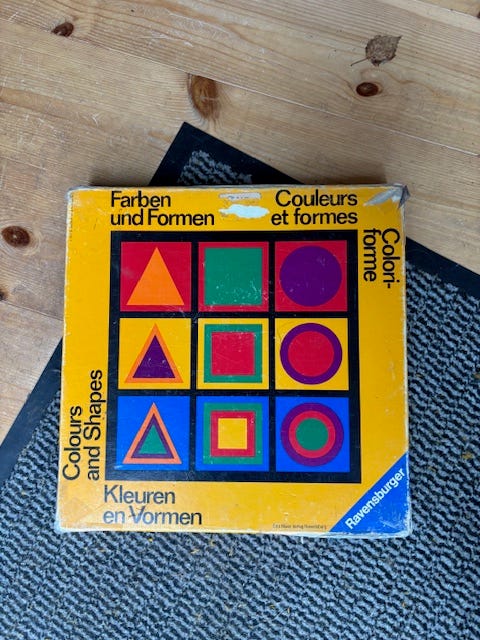 Farben
und Formen
Couleurs
et formes
Colori-
forme
Colours
and Shapes
Kleuren
en Vormen
Ravensburger